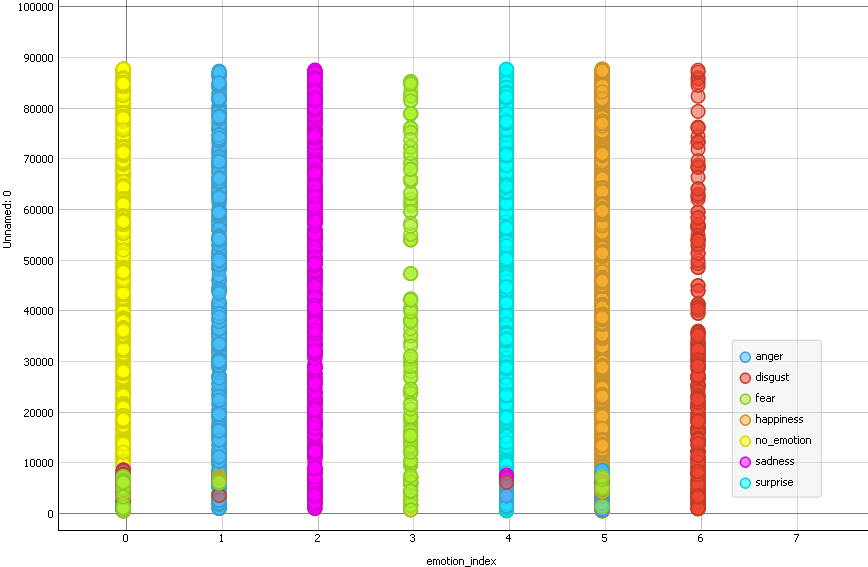 100000
90000
80000
70000
60000
50000
40000
30000
20000
10000
0
Unnamed: 0
0 1 2 3 4 5 6 7
emotion_index
anger
disgust
fear
happiness
no_emotion
sadness
surprise